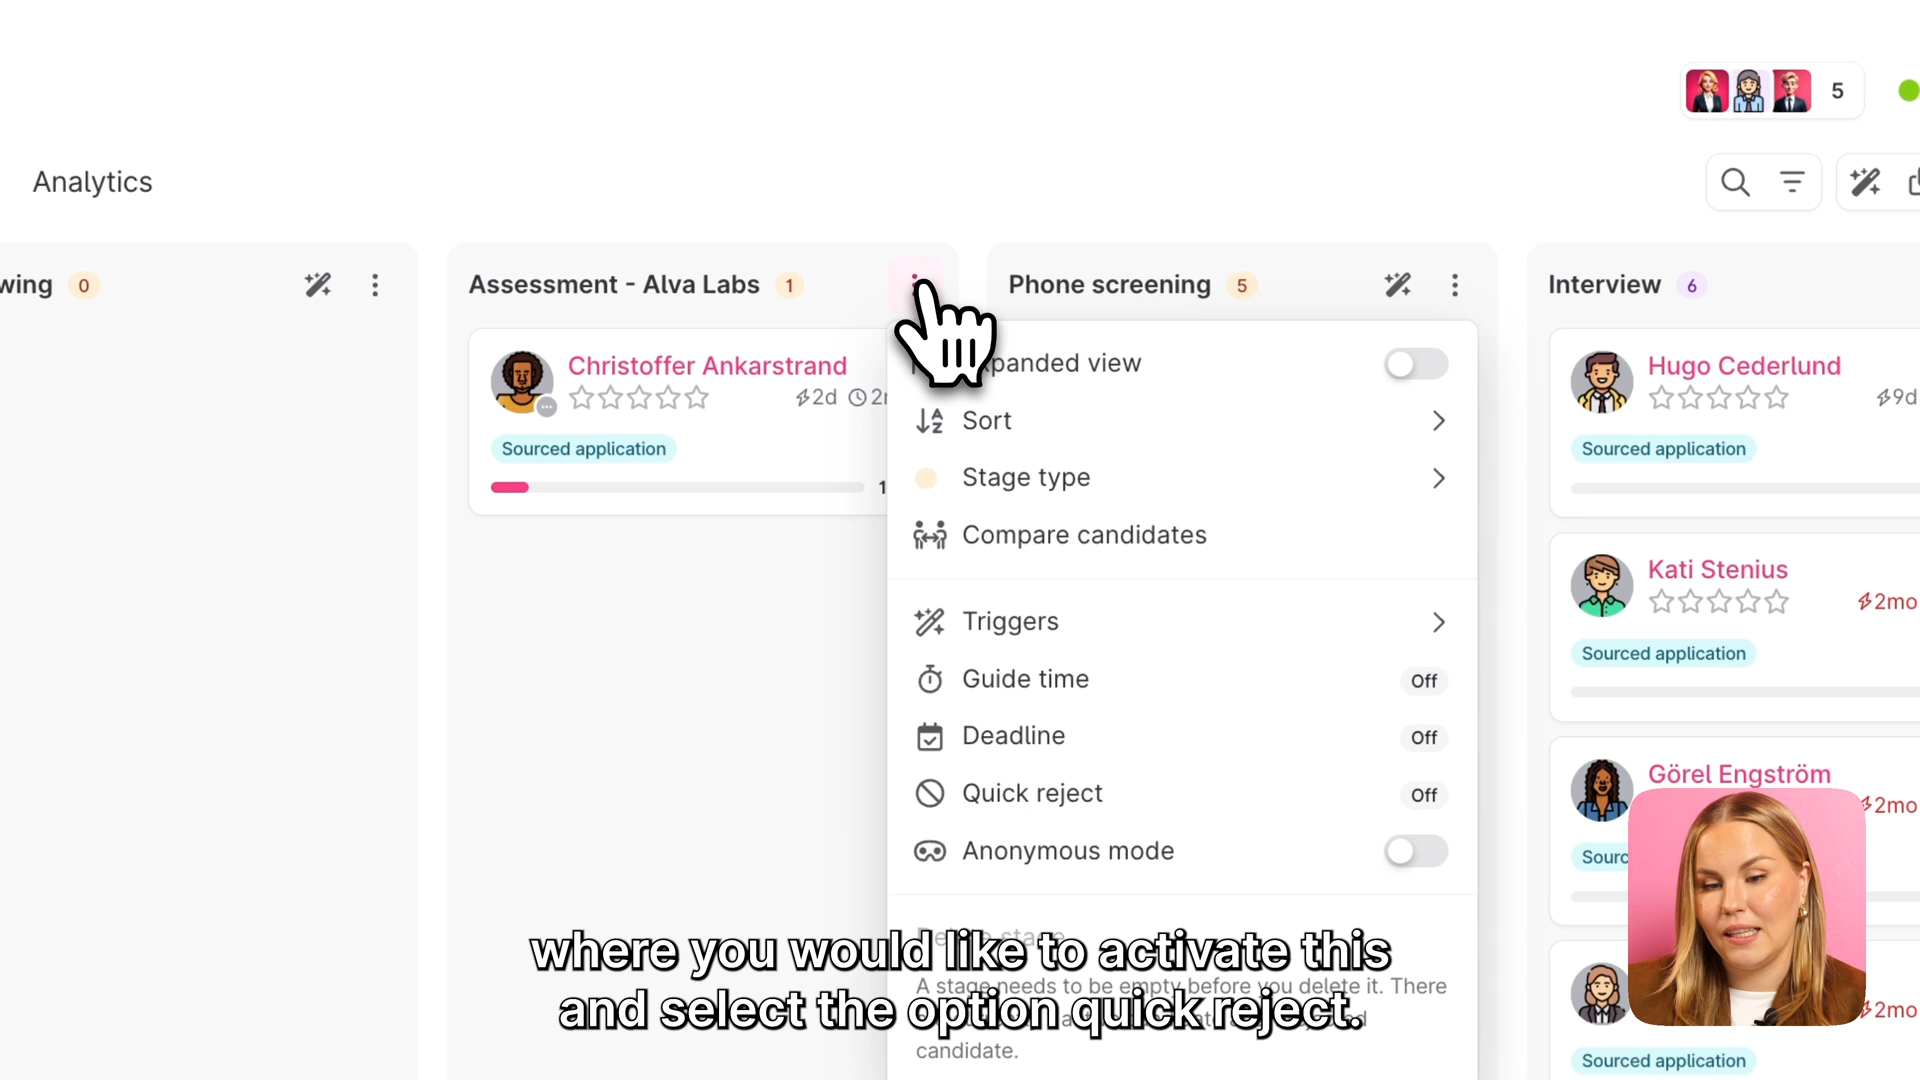 5
Analytics
wing 0
Assessment - Alva Labs 1
Phone screening 5
Interview 6
Christoffer Ankarstrand
2d
Sourced application
Expanded view
Sort
Stage type
Compare candidates
Triggers
Guide time Off
Deadline Off
Quick reject Off
Anonymous mode
A stage needs to be empty before you delete it. There
candidate.
Hugo Cederlund
9d
Sourced application
Kati Stenius
2mo
Sourced application
Görel Engström
2mo
Sourc
2mo
Sourced application
where you would like to activate this
and select the option quick reject.